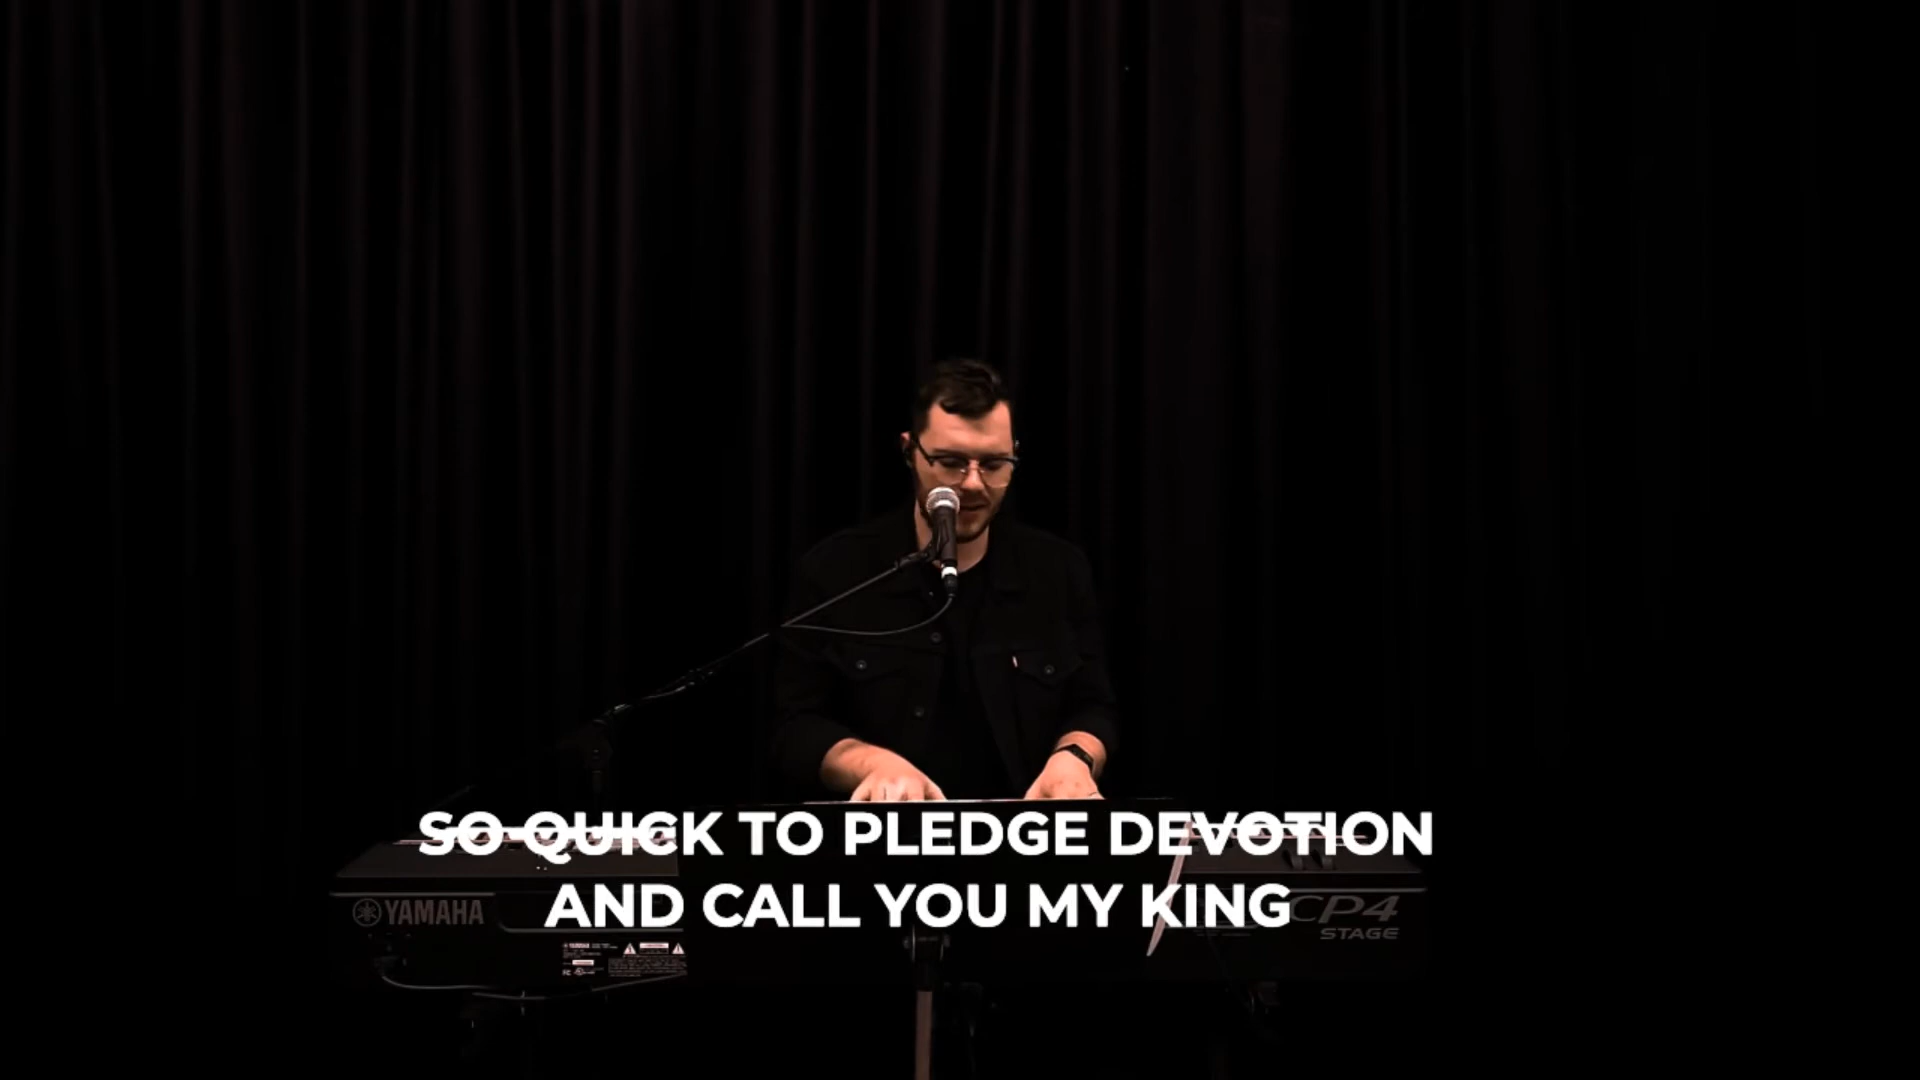 SO QUICK TO PLEDGE DEVOTION
AND CALL YOU MY KING
YAMAHA
CP4
STAGE